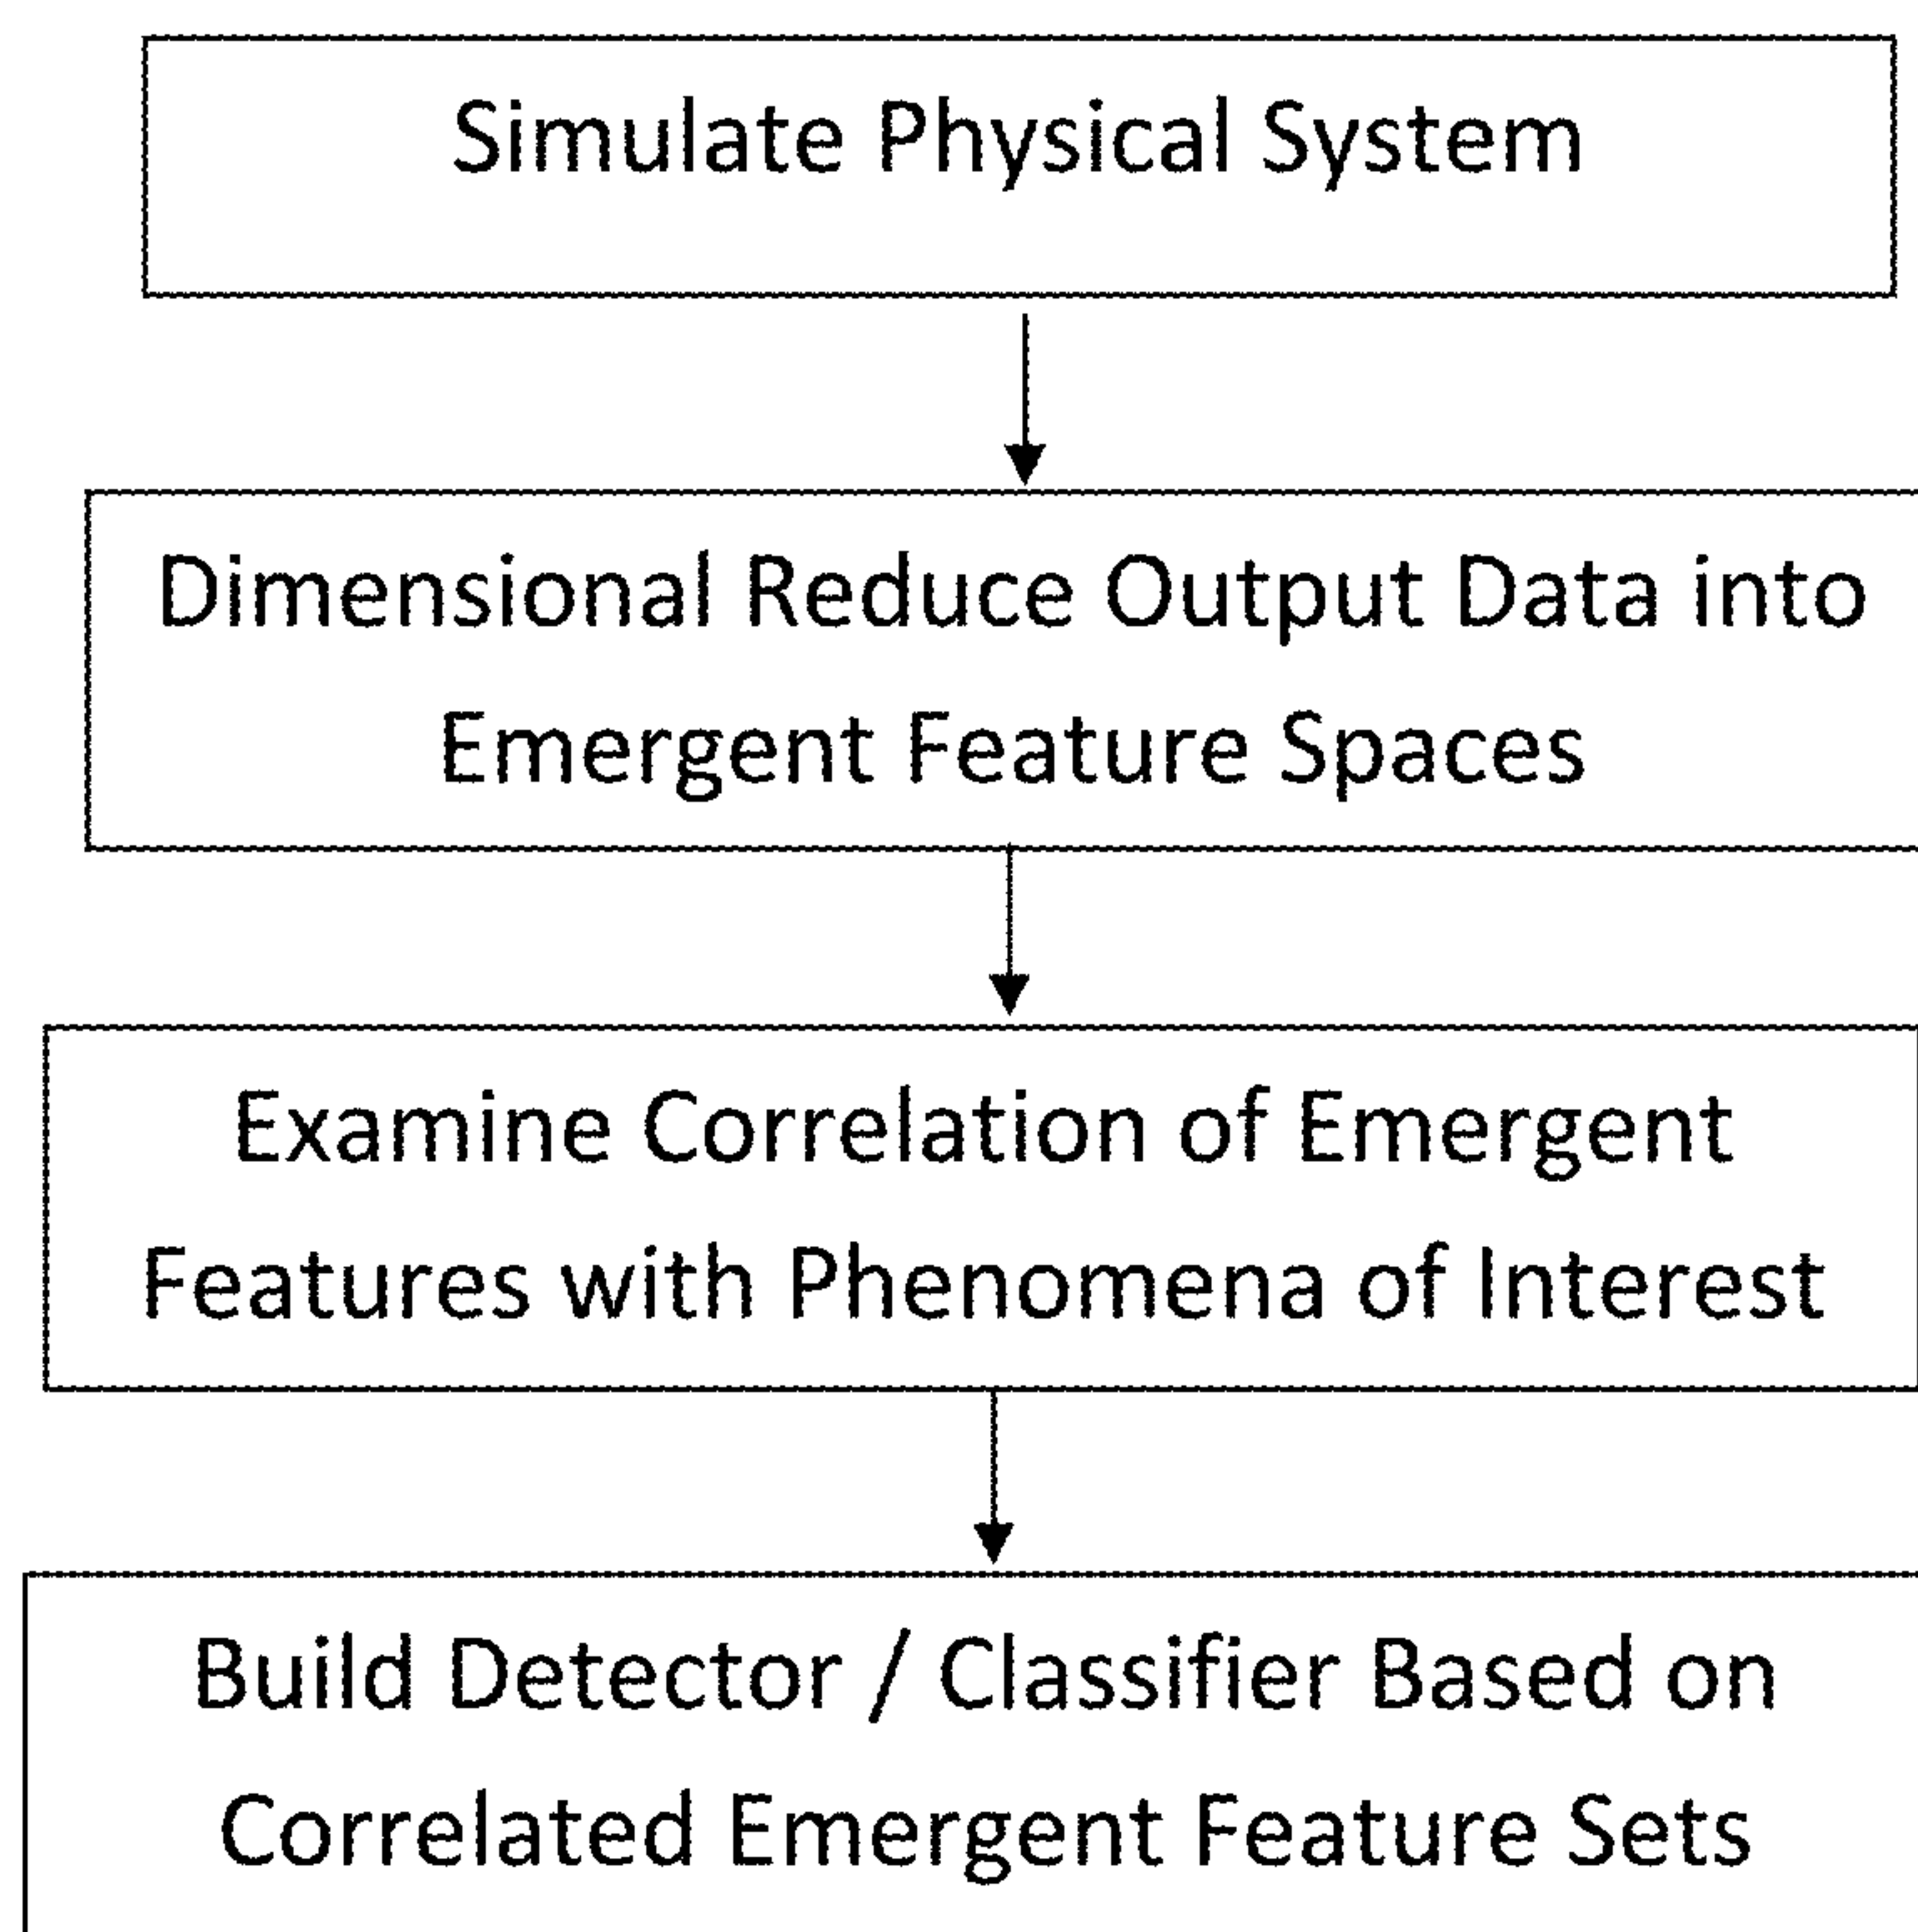 Simulate Physical System
Dimensional Reduce Output Data into
Emergent Feature Spaces
Examine Correlation of Emergent
Features with Phenomena of Interest
Build Detector / Classifier Based on
Correlated Emergent Feature Sets